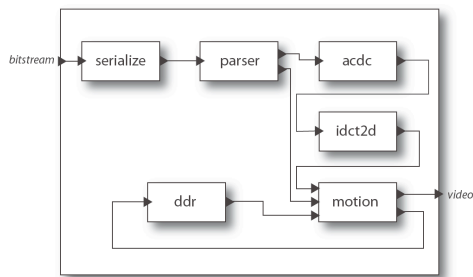 bitstream
serialize
parser
acdc
idct2d
ddr
motion
video